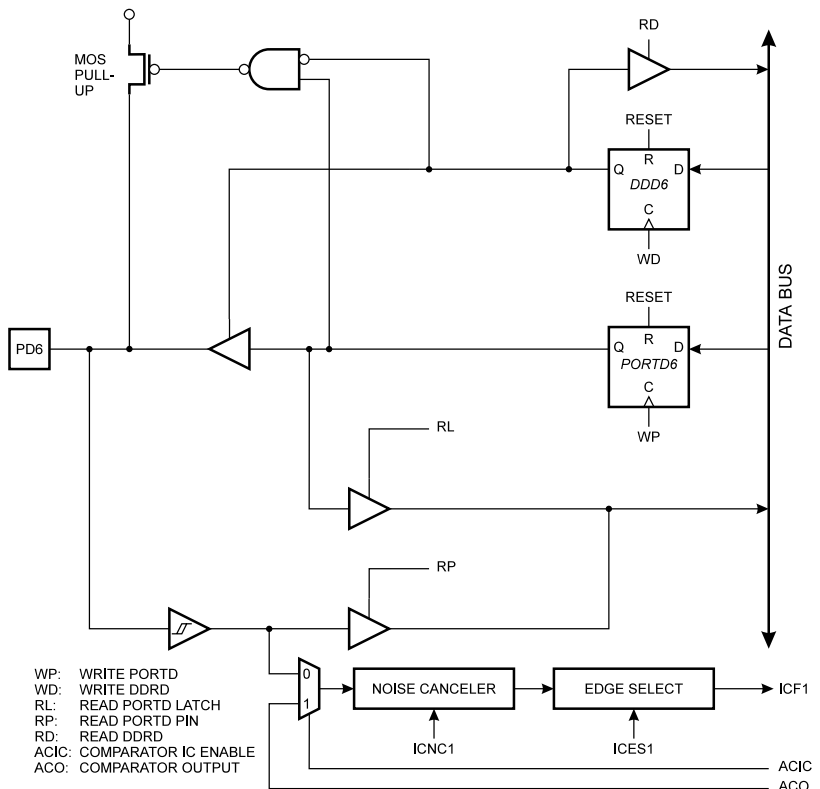 RD
MOS
PULL-
UP
RESET
R
Q
D
DDD6
C
WD
RESET
R
PD6
Q
D
PORTD6
C
WP
DATA BUS
RL
RP
WP: WRITE PORTD
WD: WRITE DDRD
RL: READ PORTD LATCH
RP: READ PORTD PIN
RD: READ DDRD
ACIC: COMPARATOR IC ENABLE
ACO: COMPARATOR OUTPUT
0
1
NOISE CANCELER
EDGE SELECT
ICF1
ICNC1
ICES1
ACIC
ACO